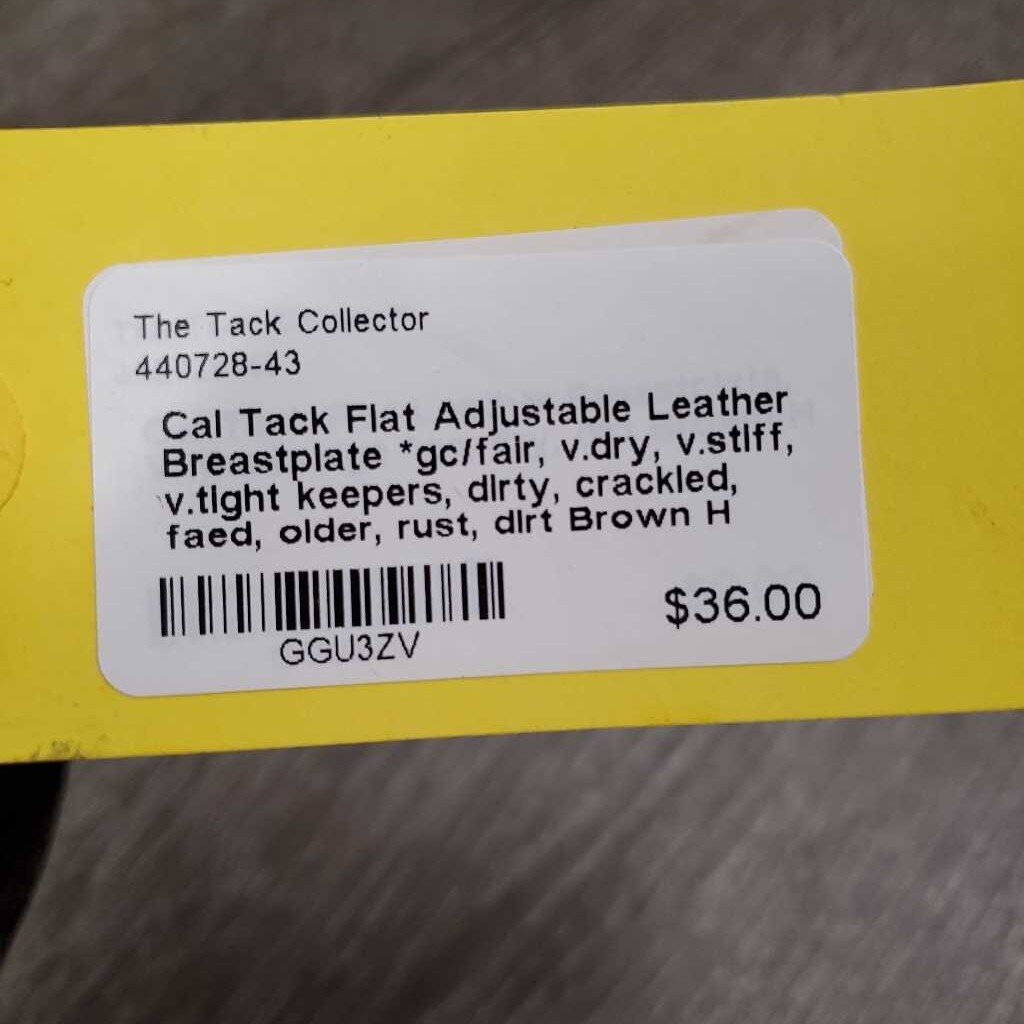 The Tack Collector
440728-43
Cal Tack Flat Adjustable Leather
Breastplate *gc/fair, v.dry, v.stiff,
v.tight keepers, dirty, crackled,
faed, older, rust, dirt Brown H
$36.00
GGU3ZV